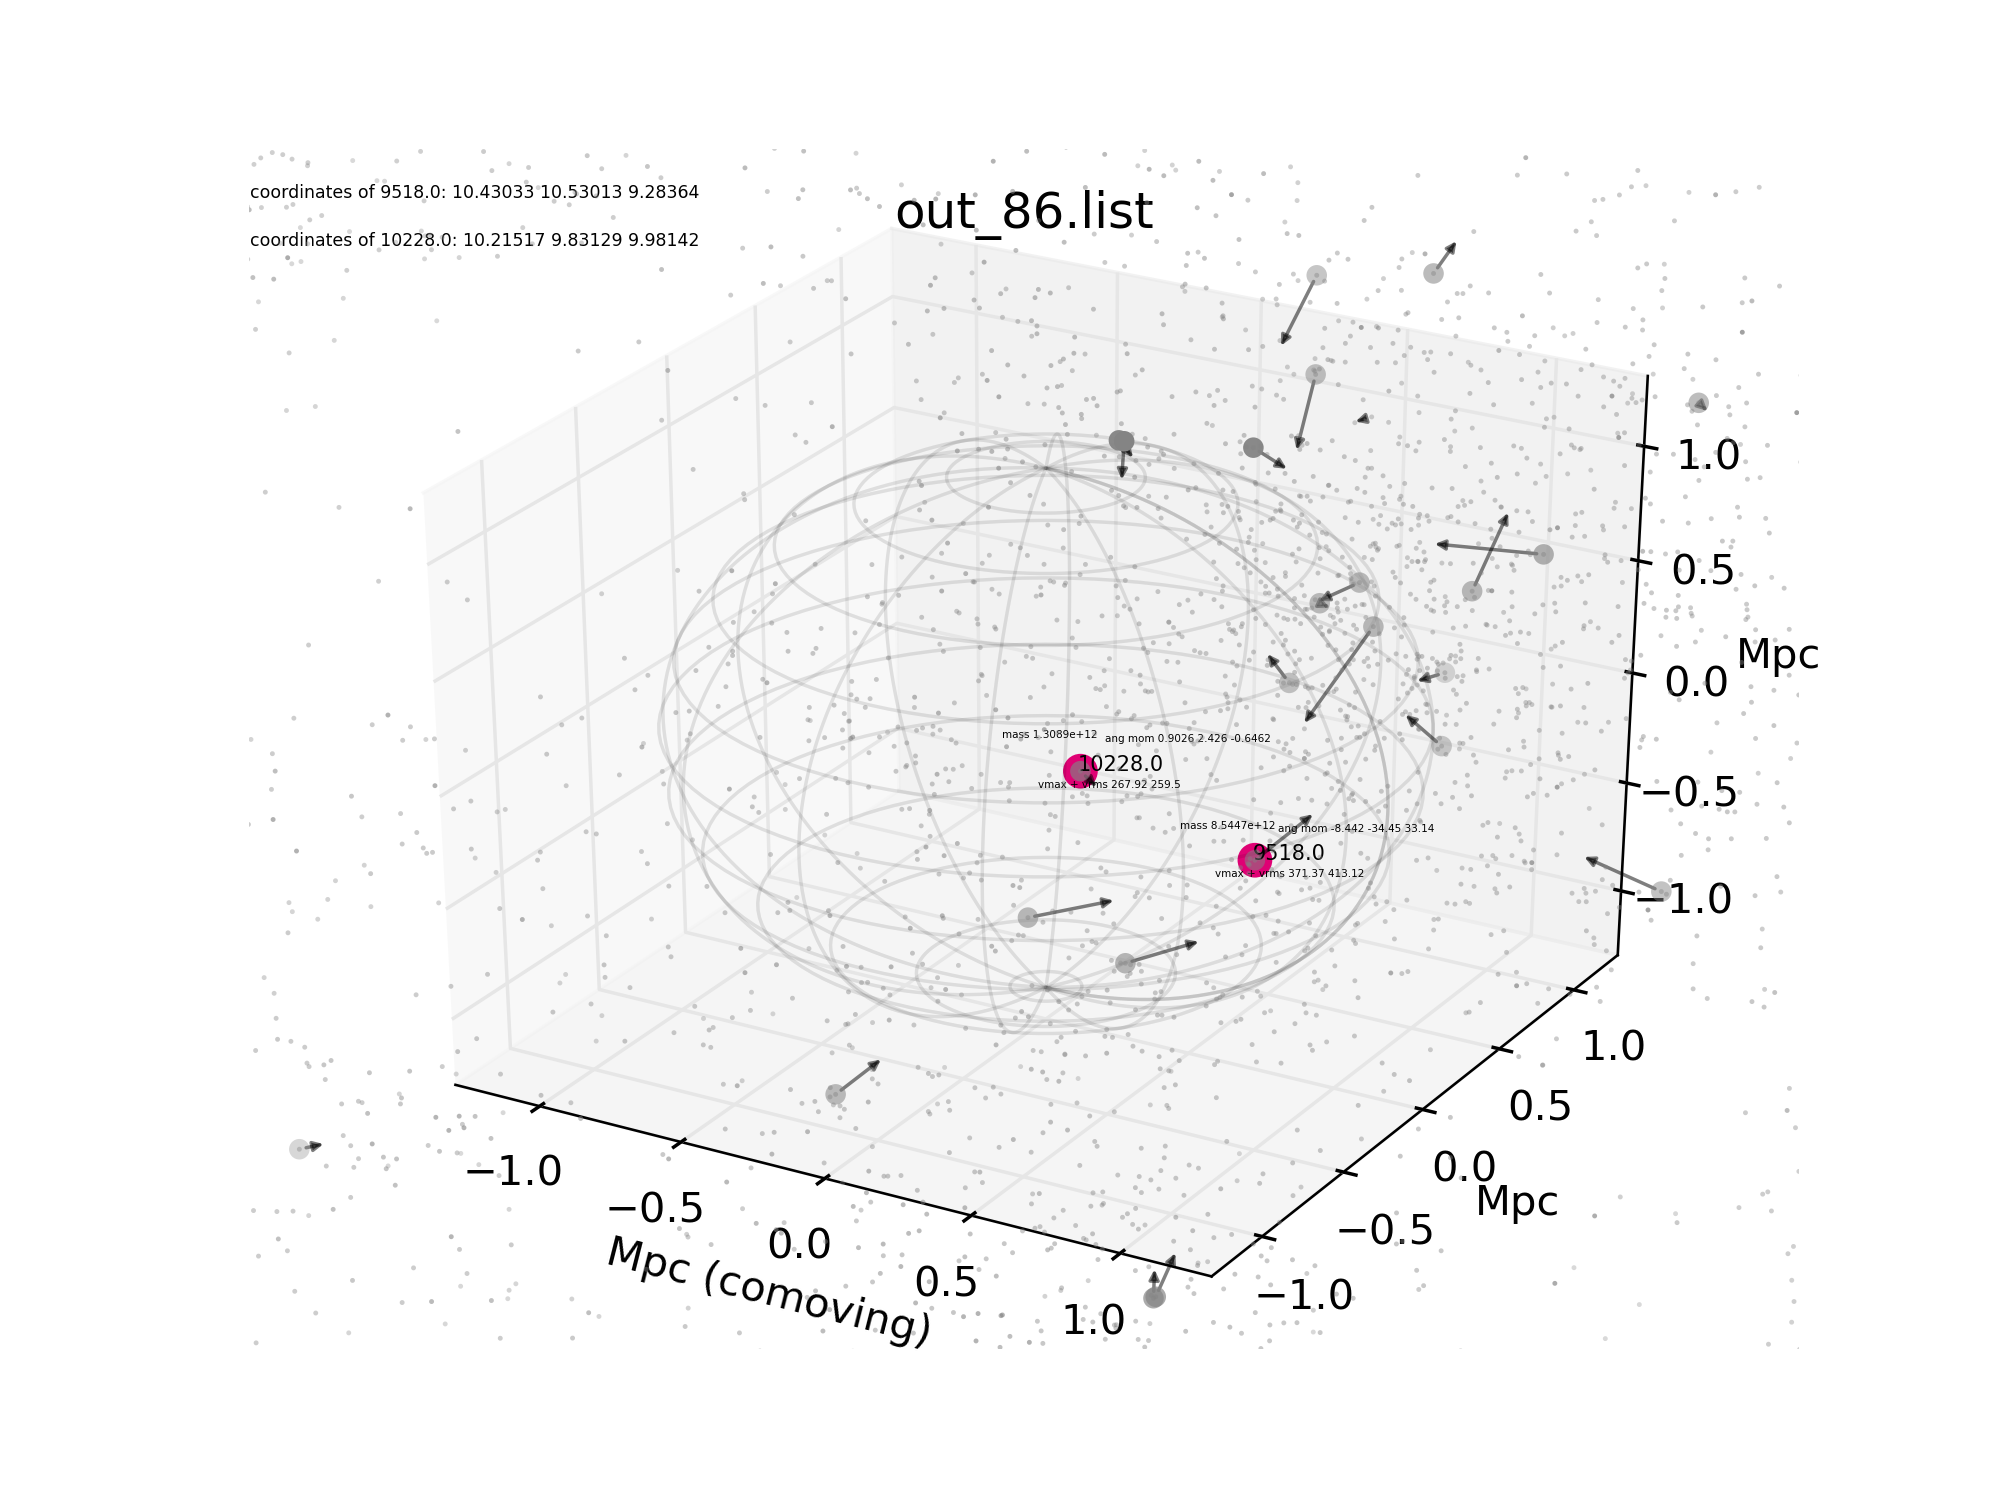 coordinates of 9518.0: 10.43033 10.53013 9.28364
out_86.list
coordinates of 10228.0: 10.21517 9.83129 9.98142
1.0
0.5
Mpc
0.0
−0.5
−1.0
mass 1.3089e+12 ang mom 0.9026 2.426 -0.6462
10228.0
vmax + vrms 267.92 259.5
mass 8.5447e+12 ang mom -8.442 -34.45 33.14
9518.0
vmax + vrms 371.37 413.12
1.0
0.5
0.0
Mpc
−0.5
−1.0
−1.0
−0.5
0.0
0.5
1.0
Mpc (comoving)